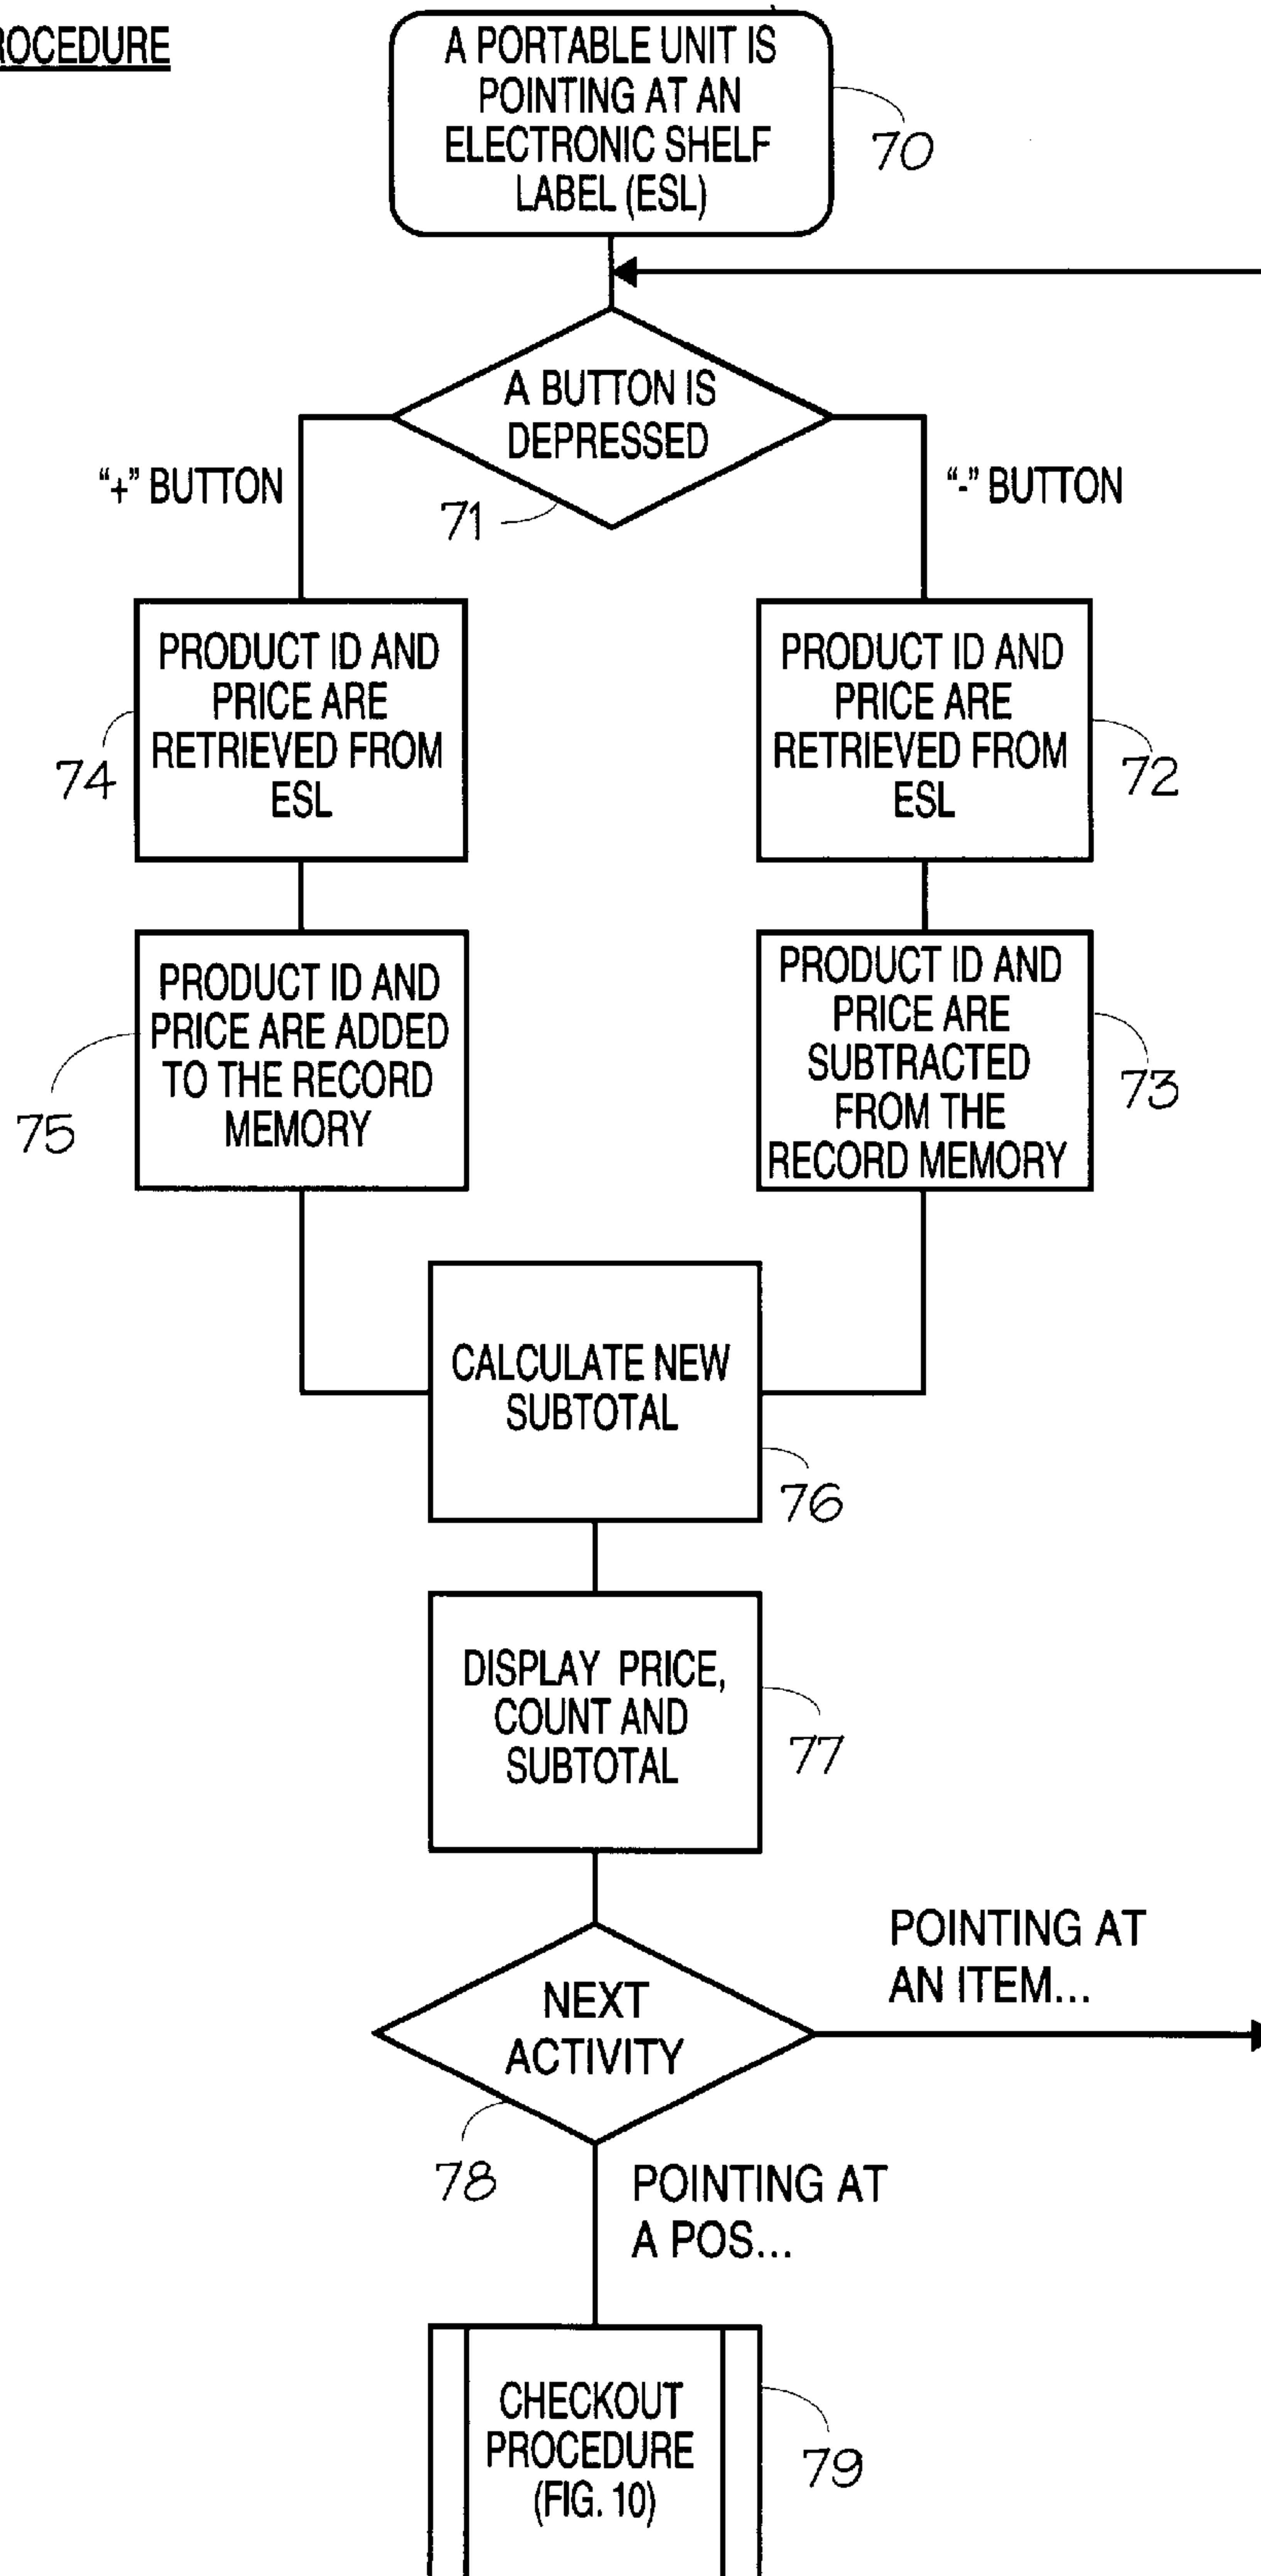 ROCEDURE
A PORTABLE UNIT IS
POINTING AT AN
ELECTRONIC SHELF
LABEL (ESL)
70
A BUTTON IS
DEPRESSED
71
"+" BUTTON
"-" BUTTON
PRODUCT ID AND
PRICE ARE
RETRIEVED FROM
ESL
74
PRODUCT ID AND
PRICE ARE
RETRIEVED FROM
ESL
72
PRODUCT ID AND
PRICE ARE ADDED
TO THE RECORD
MEMORY
75
PRODUCT ID AND
PRICE ARE
SUBTRACTED
FROM THE
RECORD MEMORY
73
CALCULATE NEW
SUBTOTAL
76
DISPLAY PRICE,
COUNT AND
SUBTOTAL
77
NEXT
ACTIVITY
78
POINTING AT
AN ITEM...
POINTING AT
A POS...
CHECKOUT
PROCEDURE
(FIG. 10)
79